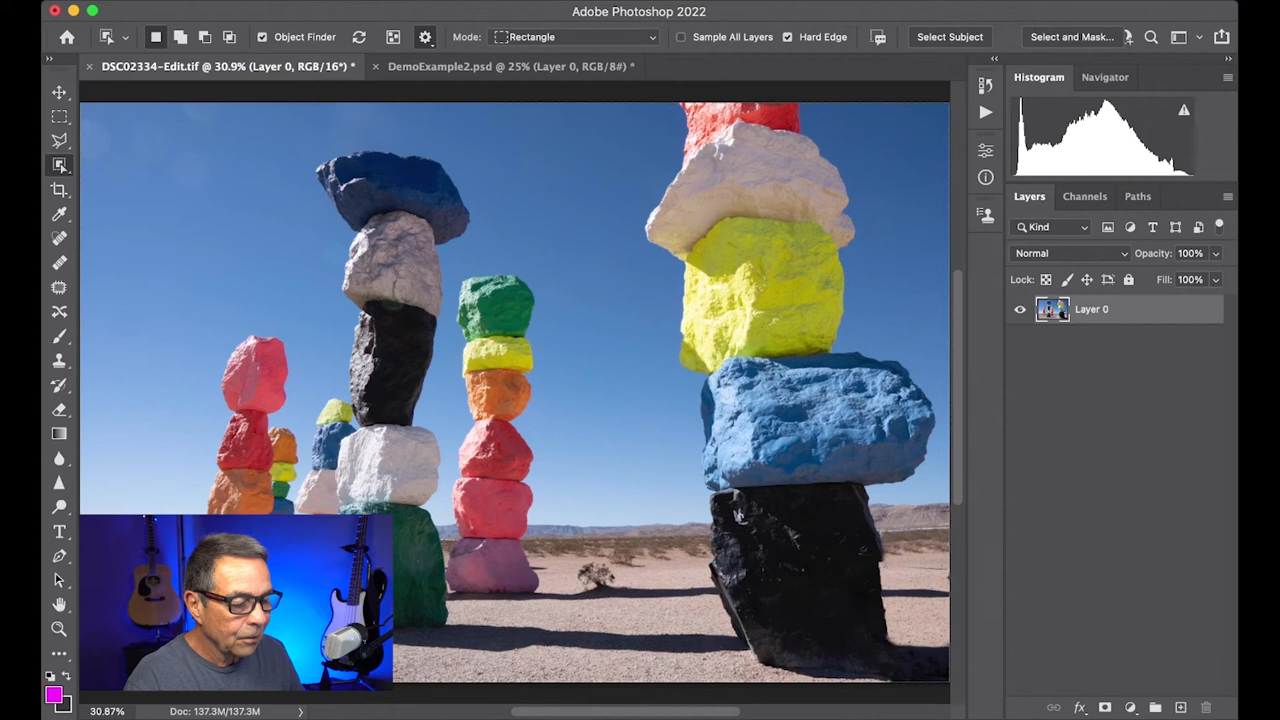 Adobe Photoshop 2022
Object Finder
Mode:
Rectangle
Sample All Layers
Hard Edge
Select Subject
Select and Mask...
DSC02334-Edit.tif @ 30.9% (Layer 0, RGB/16*) *
DemoExample2.psd @ 25% (Layer 0, RGB/8#) *
Histogram
Navigator
Layers
Channels
Paths
Kind
Normal
Opacity: 100%
Lock:
Fill: 100%
Layer 0
30.87%
Doc: 137.3M/137.3M